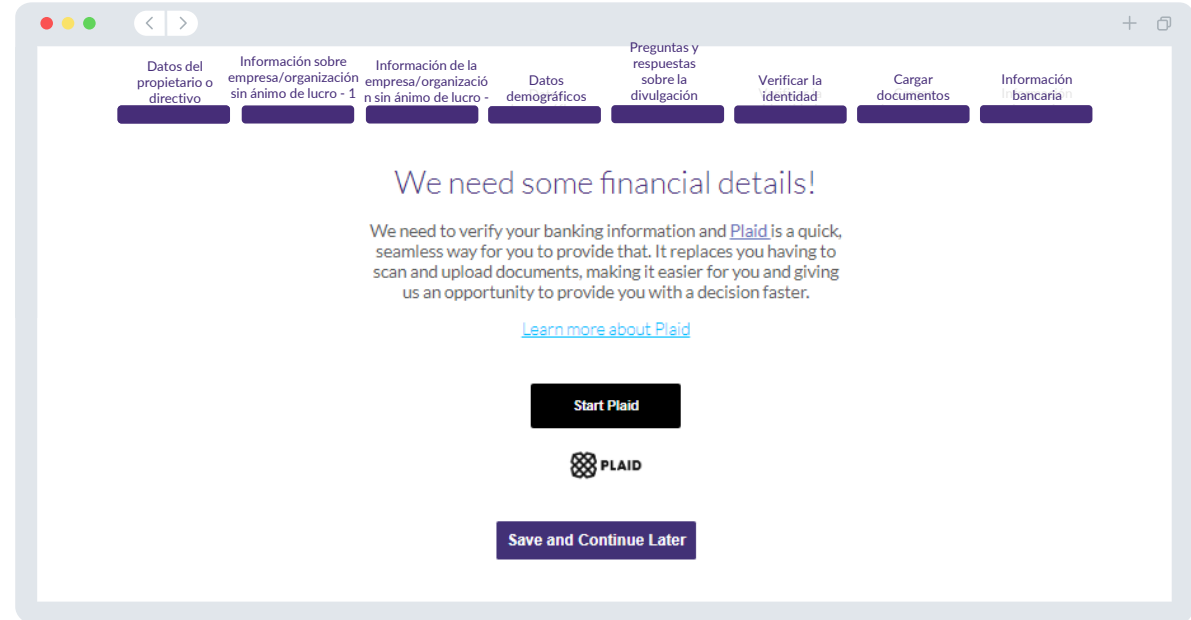 Datos del
propietario o
directivo
Información sobre
empresa/organización
sin ánimo de lucro - 1
Información de la
empresa/organizació
n sin ánimo de lucro -
Datos
demográficos
Preguntas y
respuestas
sobre la
divulgación
Verificar la
identidad
Cargar
documentos
Información
bancaria
We need some financial details!
We need to verify your banking information and Plaid is a quick,
seamless way for you to provide that. It replaces you having to
scan and upload documents, making it easier for you and giving
us an opportunity to provide you with a decision faster.
Learn more about Plaid
Start Plaid
PLAID
Save and Continue Later